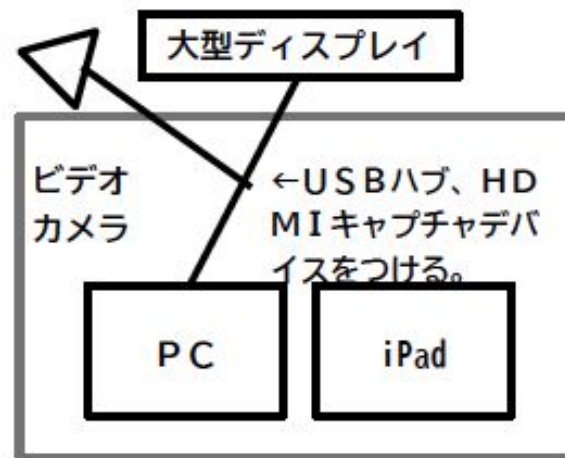 大型ディスプレイ
ビデオ
カメラ
←ＵＳＢハブ、ＨＤ
ＭＩキャプチャデバ
イスをつける。
ＰＣ
iPad